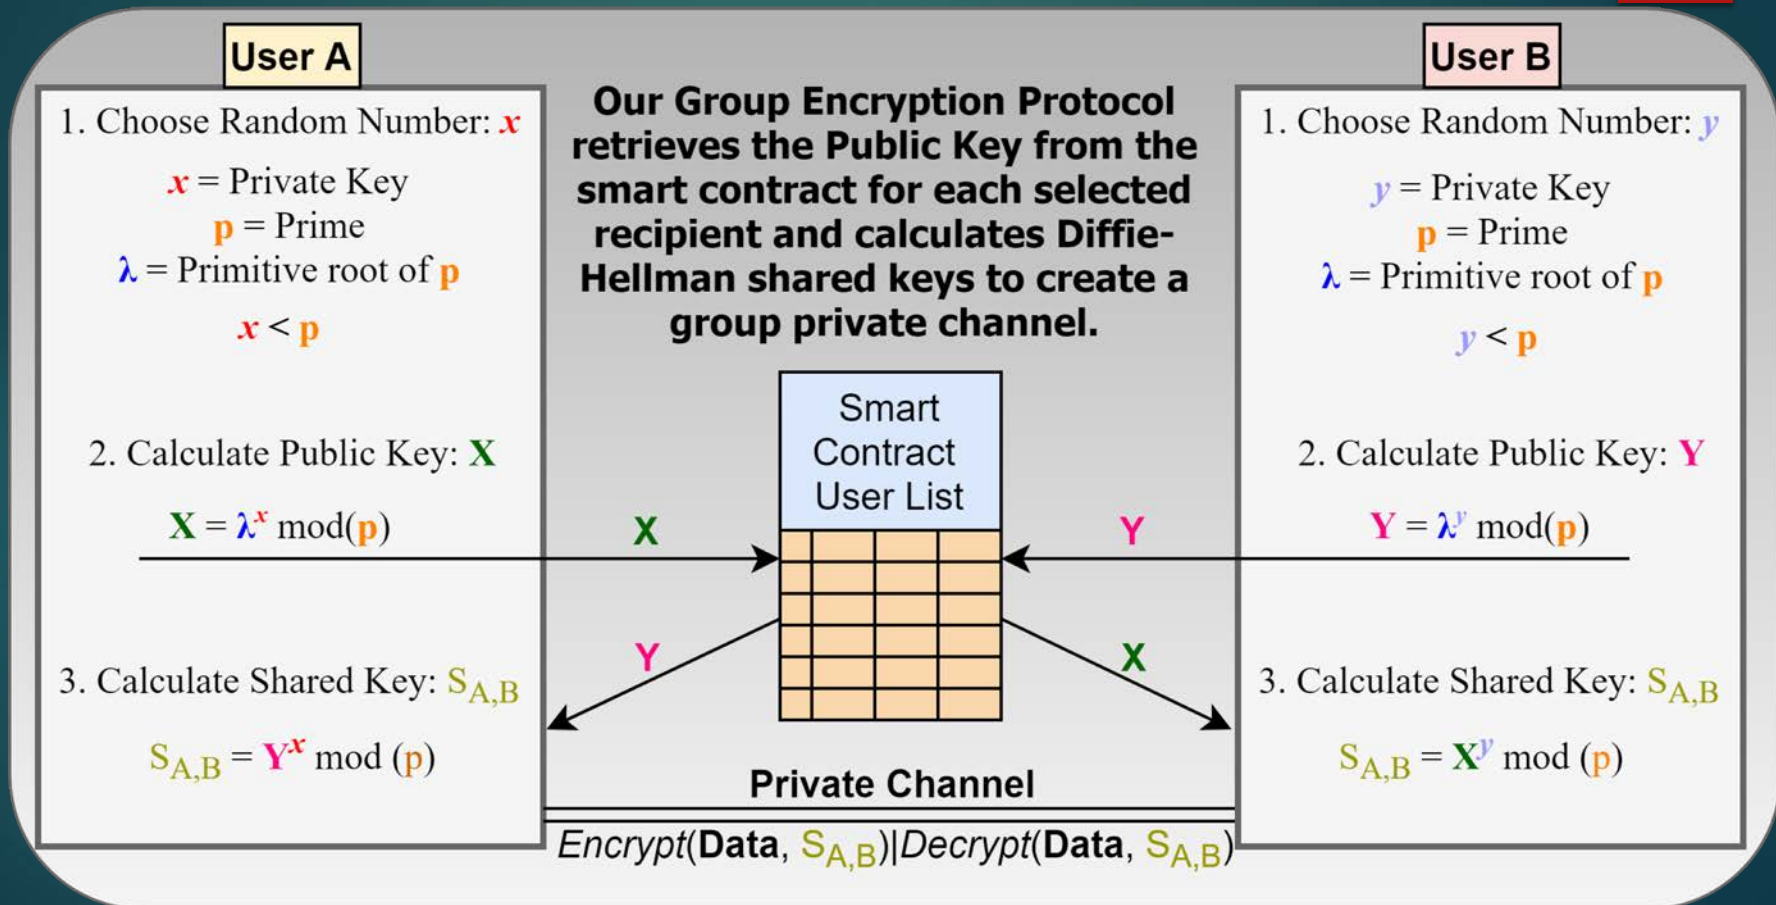 User A
1. Choose Random Number: x
x = Private Key
p = Prime
λ = Primitive root of p
x < p
2. Calculate Public Key: X
X = λ^x mod(p)
3. Calculate Shared Key: S_A,B
S_A,B = Y^x mod (p)
Our Group Encryption Protocol
retrieves the Public Key from the
smart contract for each selected
recipient and calculates Diffie-
Hellman shared keys to create a
group private channel.
Smart
Contract
User List
X
Y
Y
X
Private Channel
Encrypt(Data, S_A,B)|Decrypt(Data, S_A,B)
User B
1. Choose Random Number: y
y = Private Key
p = Prime
λ = Primitive root of p
y < p
2. Calculate Public Key: Y
Y = λ^y mod(p)
3. Calculate Shared Key: S_A,B
S_A,B = X^y mod (p)